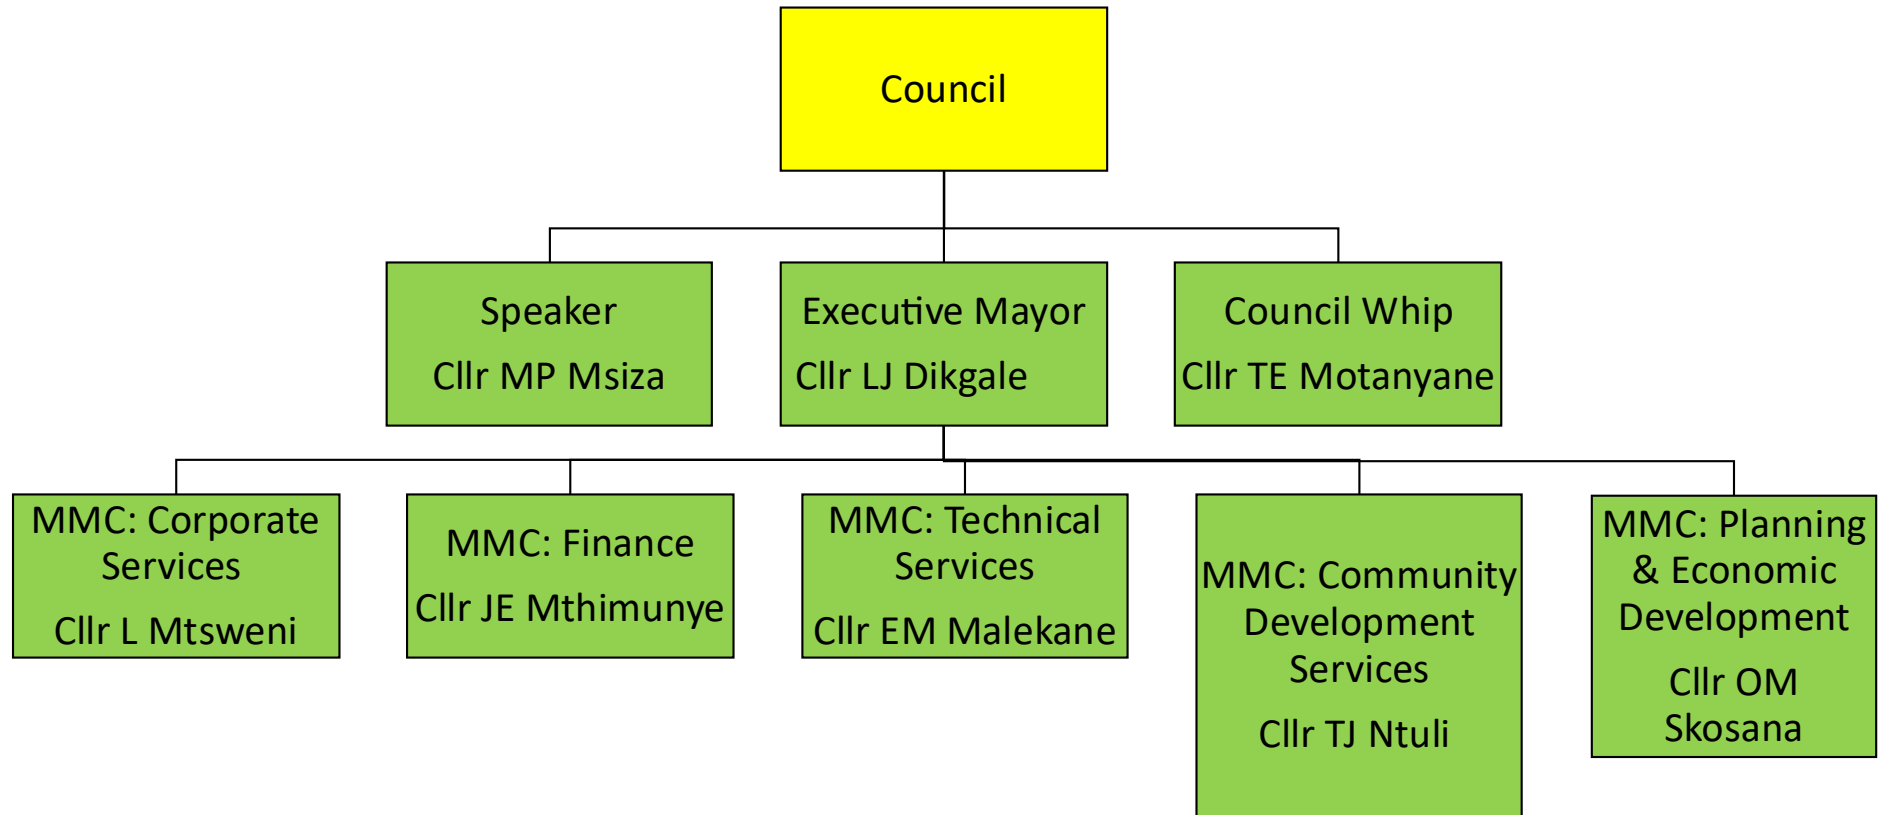 Council
Speaker
Cllr MP Msiza
Executive Mayor
Cllr LJ Dikgale
Council Whip
Cllr TE Motanyane
MMC: Corporate
Services
Cllr L Mtsweni
MMC: Finance
Cllr JE Mthimunye
MMC: Technical
Services
Cllr EM Malekane
MMC: Community
Development
Services
Cllr TJ Ntuli
MMC: Planning
& Economic
Development
Cllr OM
Skosana